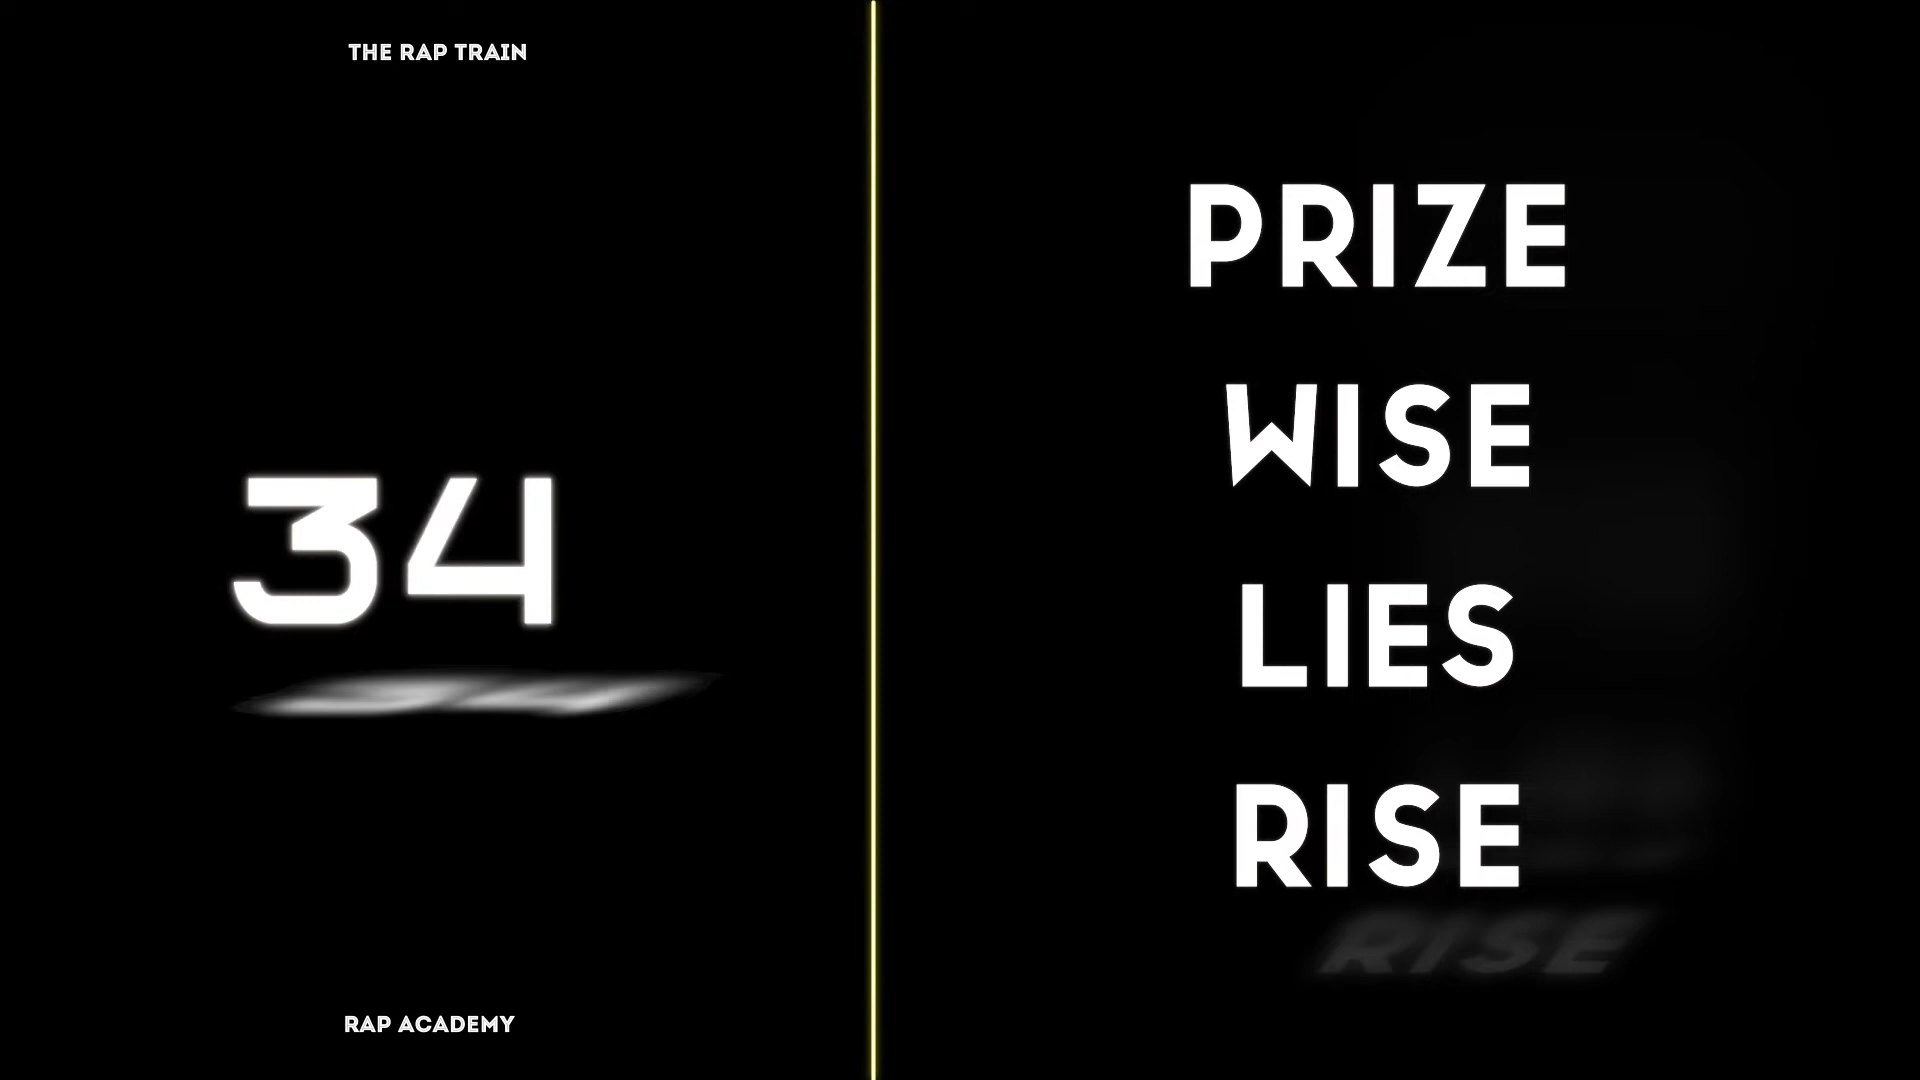 THE RAP TRAIN
34
RAP ACADEMY
PRIZE
WISE
LIES
RISE